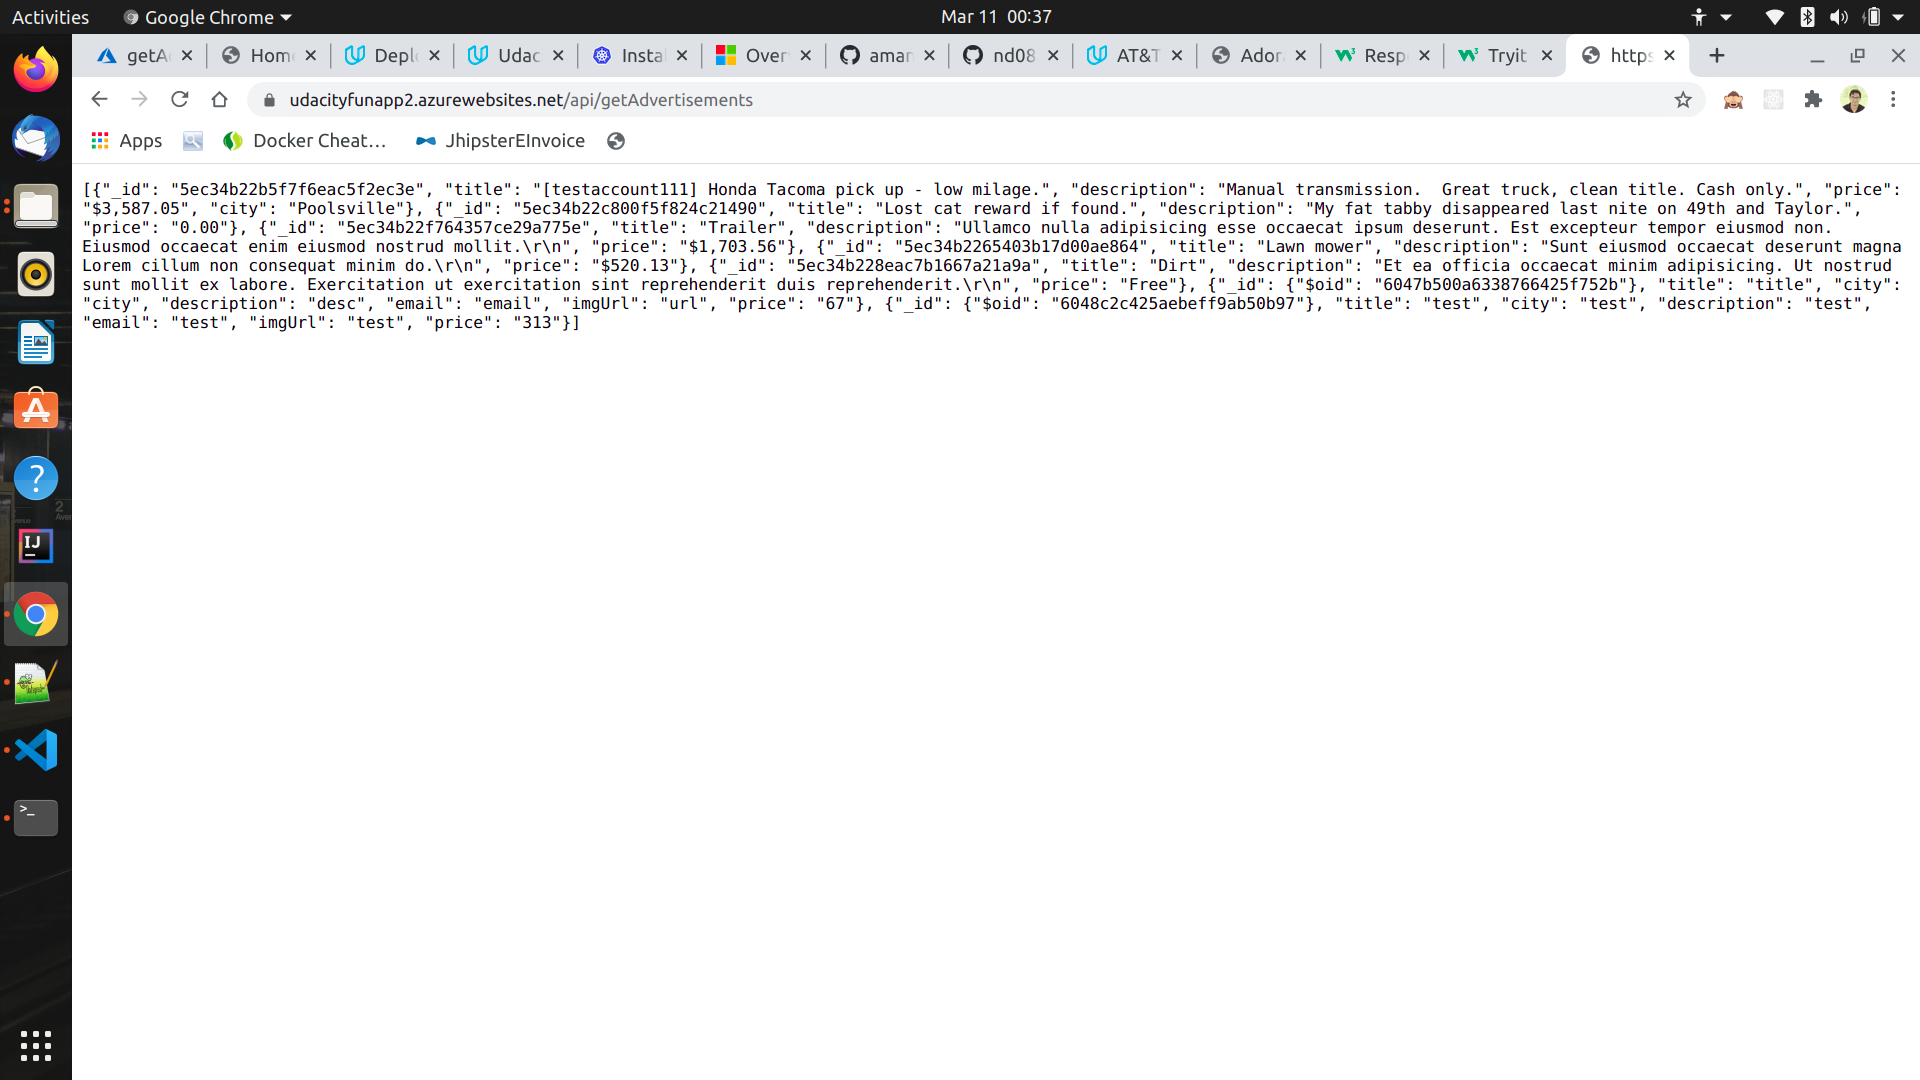 Activities Google Chrome Mar 11 00:37
getA Hom Deplo Udac Insta Over aman nd08 AT&T Ador Resp Tryit https
udacityfunapp2.azurewebsites.net/api/getAdvertisements
Apps Docker Cheat... JhipsterEInvoice
[{"_id": "5ec34b22b5f7f6eac5f2ec3e", "title": "[testaccount111] Honda Tacoma pick up - low milage.", "description": "Manual transmission.  Great truck, clean title. Cash only.", "price":
"$3,587.05", "city": "Poolsville"}, {"_id": "5ec34b22c800f5f824c21490", "title": "Lost cat reward if found.", "description": "My fat tabby disappeared last nite on 49th and Taylor.",
"price": "0.00"}, {"_id": "5ec34b22f764357ce29a775e", "title": "Trailer", "description": "Ullamco nulla adipisicing esse occaecat ipsum deserunt. Est excepteur tempor eiusmod non.
Eiusmod occaecat enim eiusmod nostrud mollit.\r\n", "price": "$1,703.56"}, {"_id": "5ec34b2265403b17d00ae864", "title": "Lawn mower", "description": "Sunt eiusmod occaecat deserunt magna
Lorem cillum non consequat minim do.\r\n", "price": "$520.13"}, {"_id": "5ec34b228eac7b1667a21a9a", "title": "Dirt", "description": "Et ea officia occaecat minim adipisicing. Ut nostrud
sunt mollit ex labore. Exercitation ut exercitation sint reprehenderit duis reprehenderit.\r\n", "price": "Free"}, {"_id": {"$oid": "6047b500a6338766425f752b"}, "title": "title", "city":
"city", "description": "desc", "email": "email", "imgUrl": "url", "price": "67"}, {"_id": {"$oid": "6048c2c425aebeff9ab50b97"}, "title": "test", "city": "test", "description": "test",
"email": "test", "imgUrl": "test", "price": "313"}]